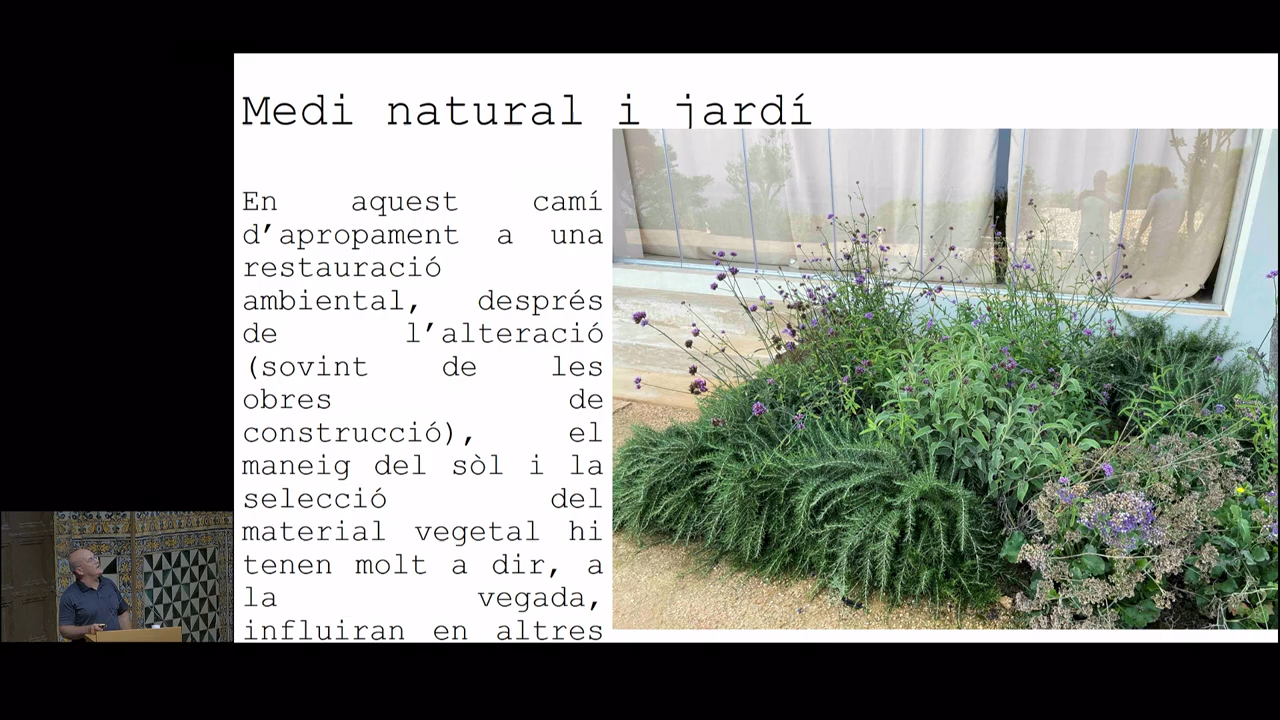 Medi natural i jardí
En aquest camí
d’apropament a una
restauració
ambiental, després
de l’alteració
(sovint de les
obres de
construcció), el
maneig del sòl i la
selecció del
material vegetal hi
tenen molt a dir, a
la vegada,
influiran en altres